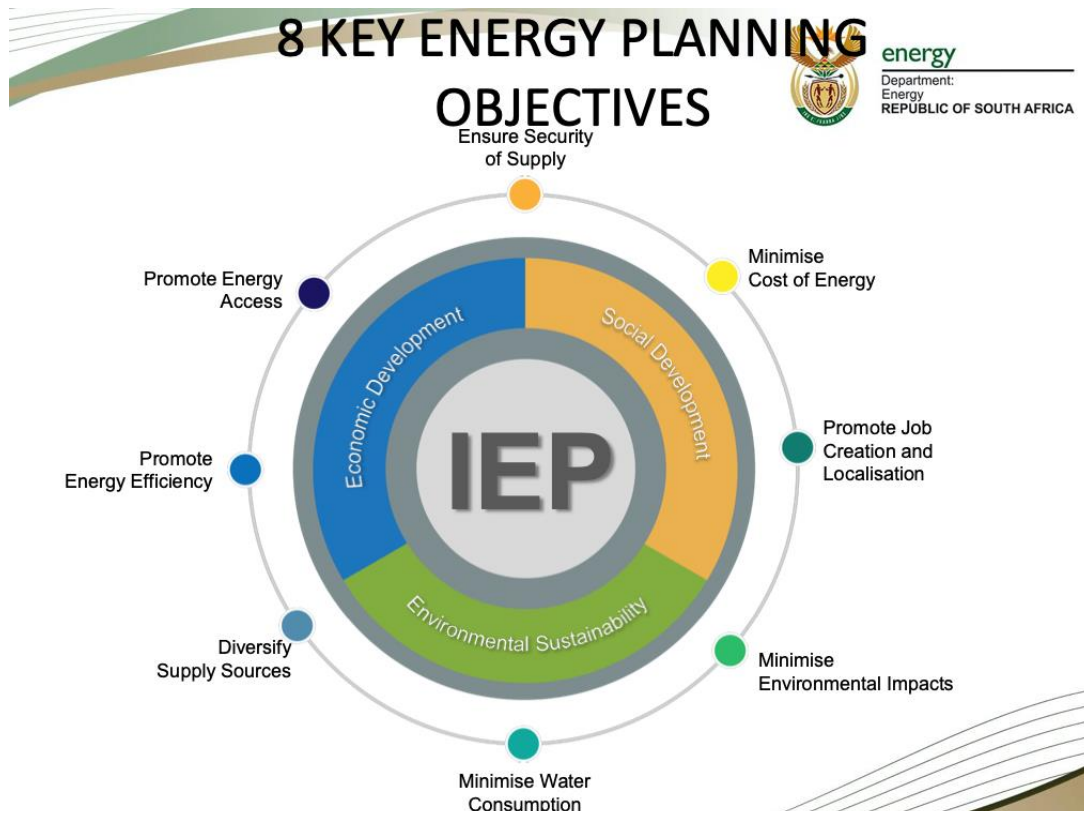 8 KEY ENERGY PLANNING
OBJECTIVES
energy
Department:
Energy
REPUBLIC OF SOUTH AFRICA
Ensure Security
of Supply
Minimise
Cost of Energy
Promote Job
Creation and
Localisation
Minimise
Environmental Impacts
Minimise Water
Consumption
Diversify
Supply Sources
Promote
Energy Efficiency
Promote Energy
Access
Economic Development
Social Development
Environmental Sustainability
IEP